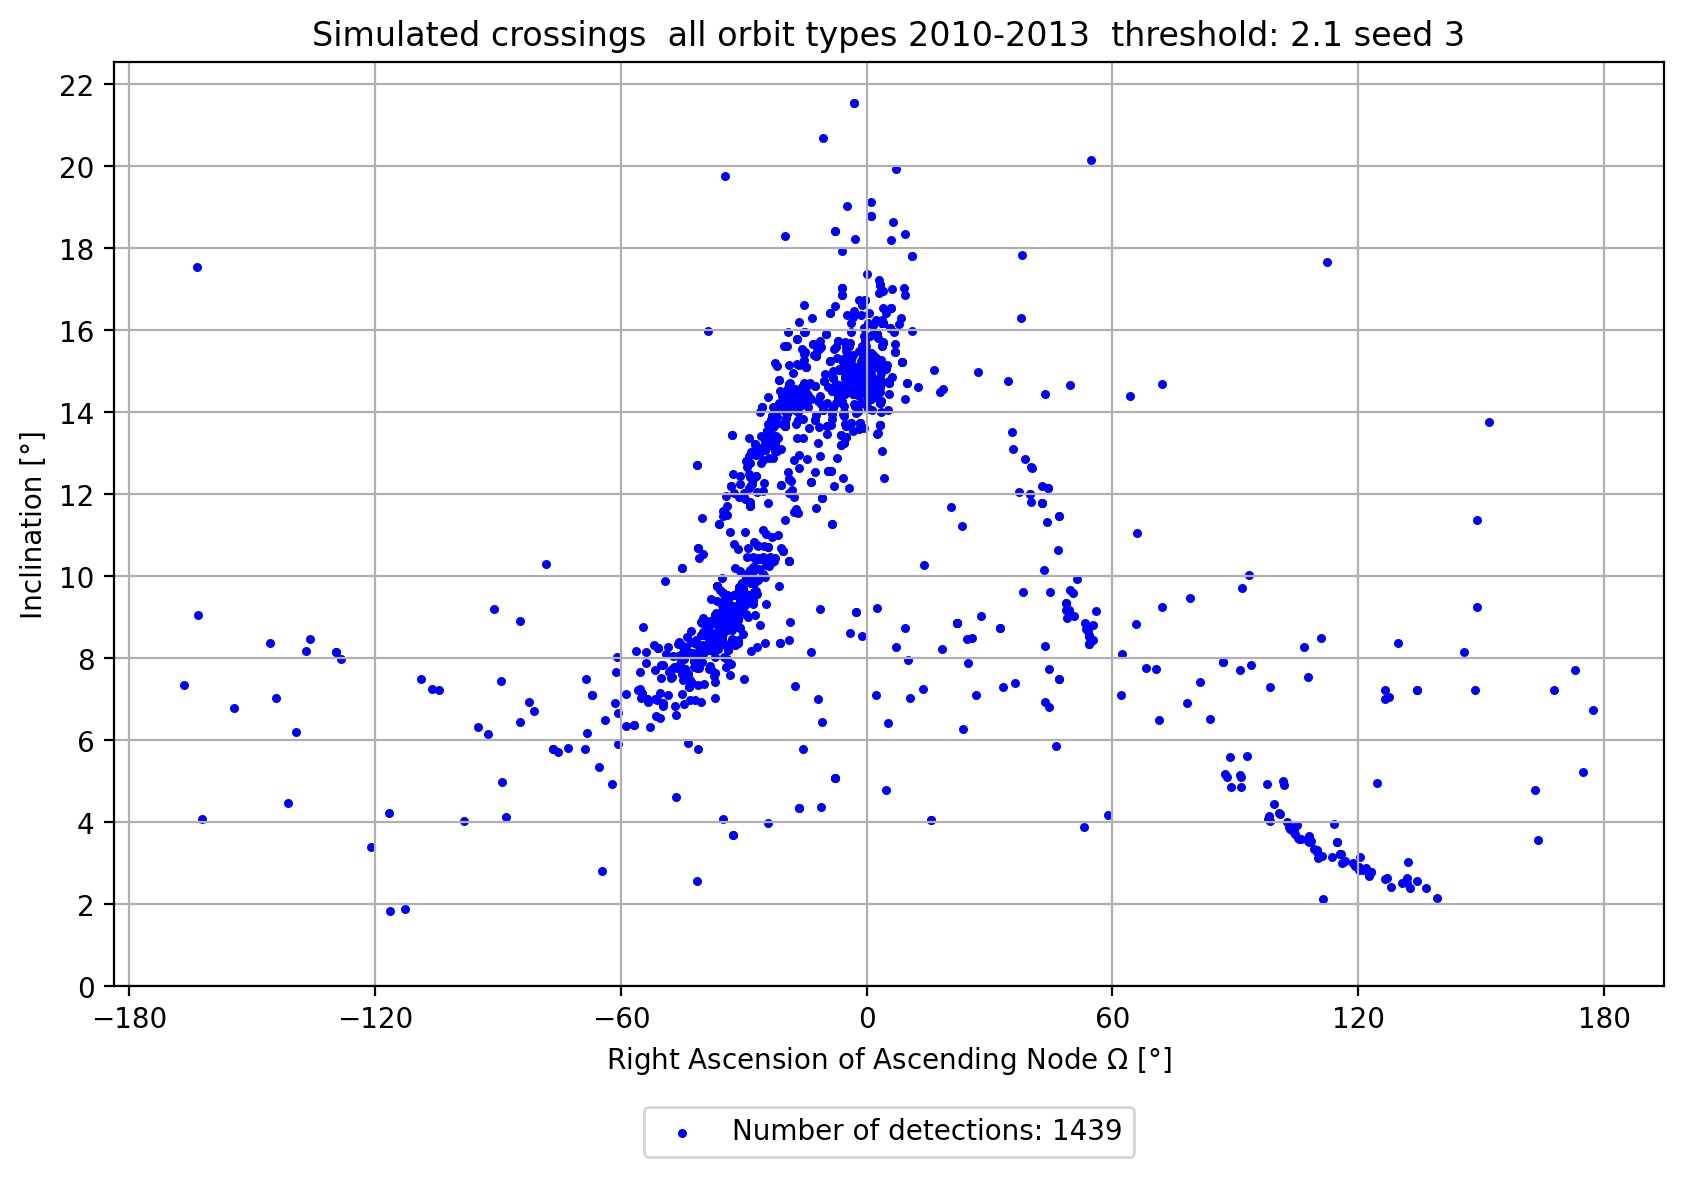 Simulated crossings  all orbit types 2010-2013  threshold: 2.1 seed 3
22
20
18
16
14
12
10
8
6
4
2
0
Inclination [°]
−180 −120 −60 0 60 120 180
Right Ascension of Ascending Node Ω [°]
Number of detections: 1439